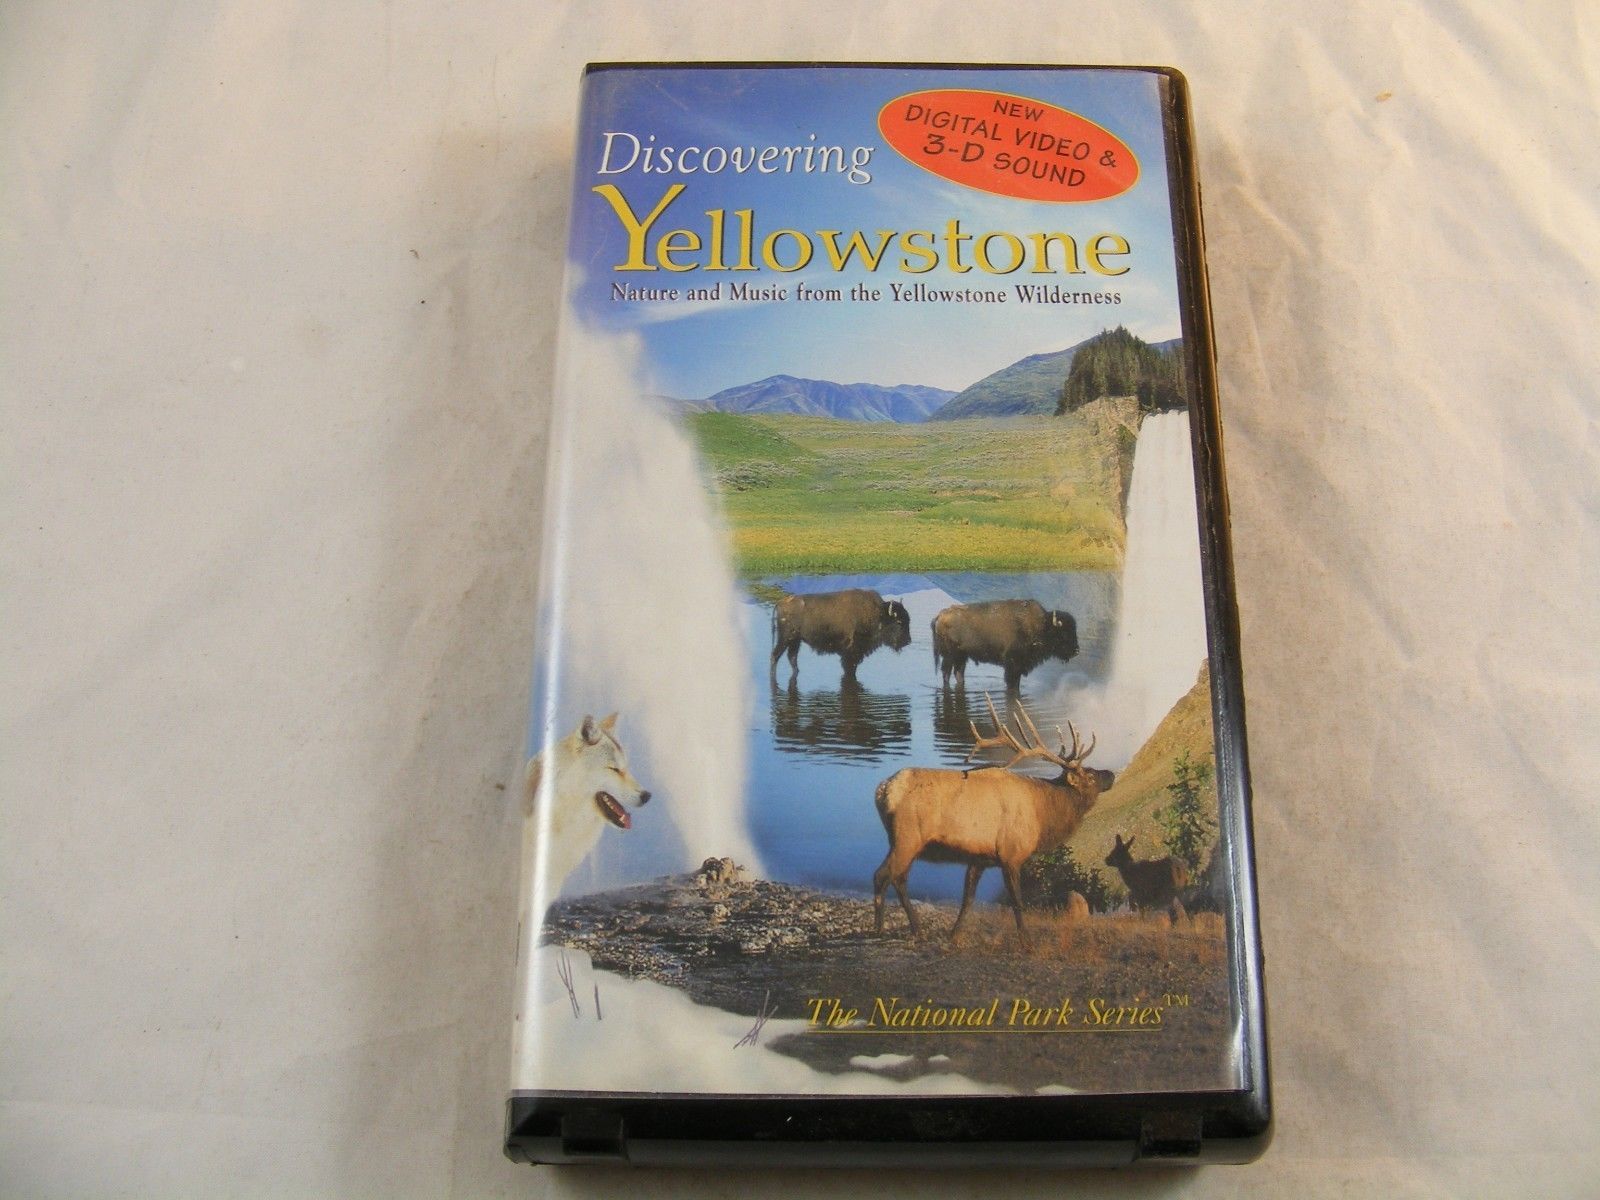 NEW
DIGITAL VIDEO &
3-D SOUND
Discovering
Yellowstone
Nature and Music from the Yellowstone Wilderness
The National Park Series™